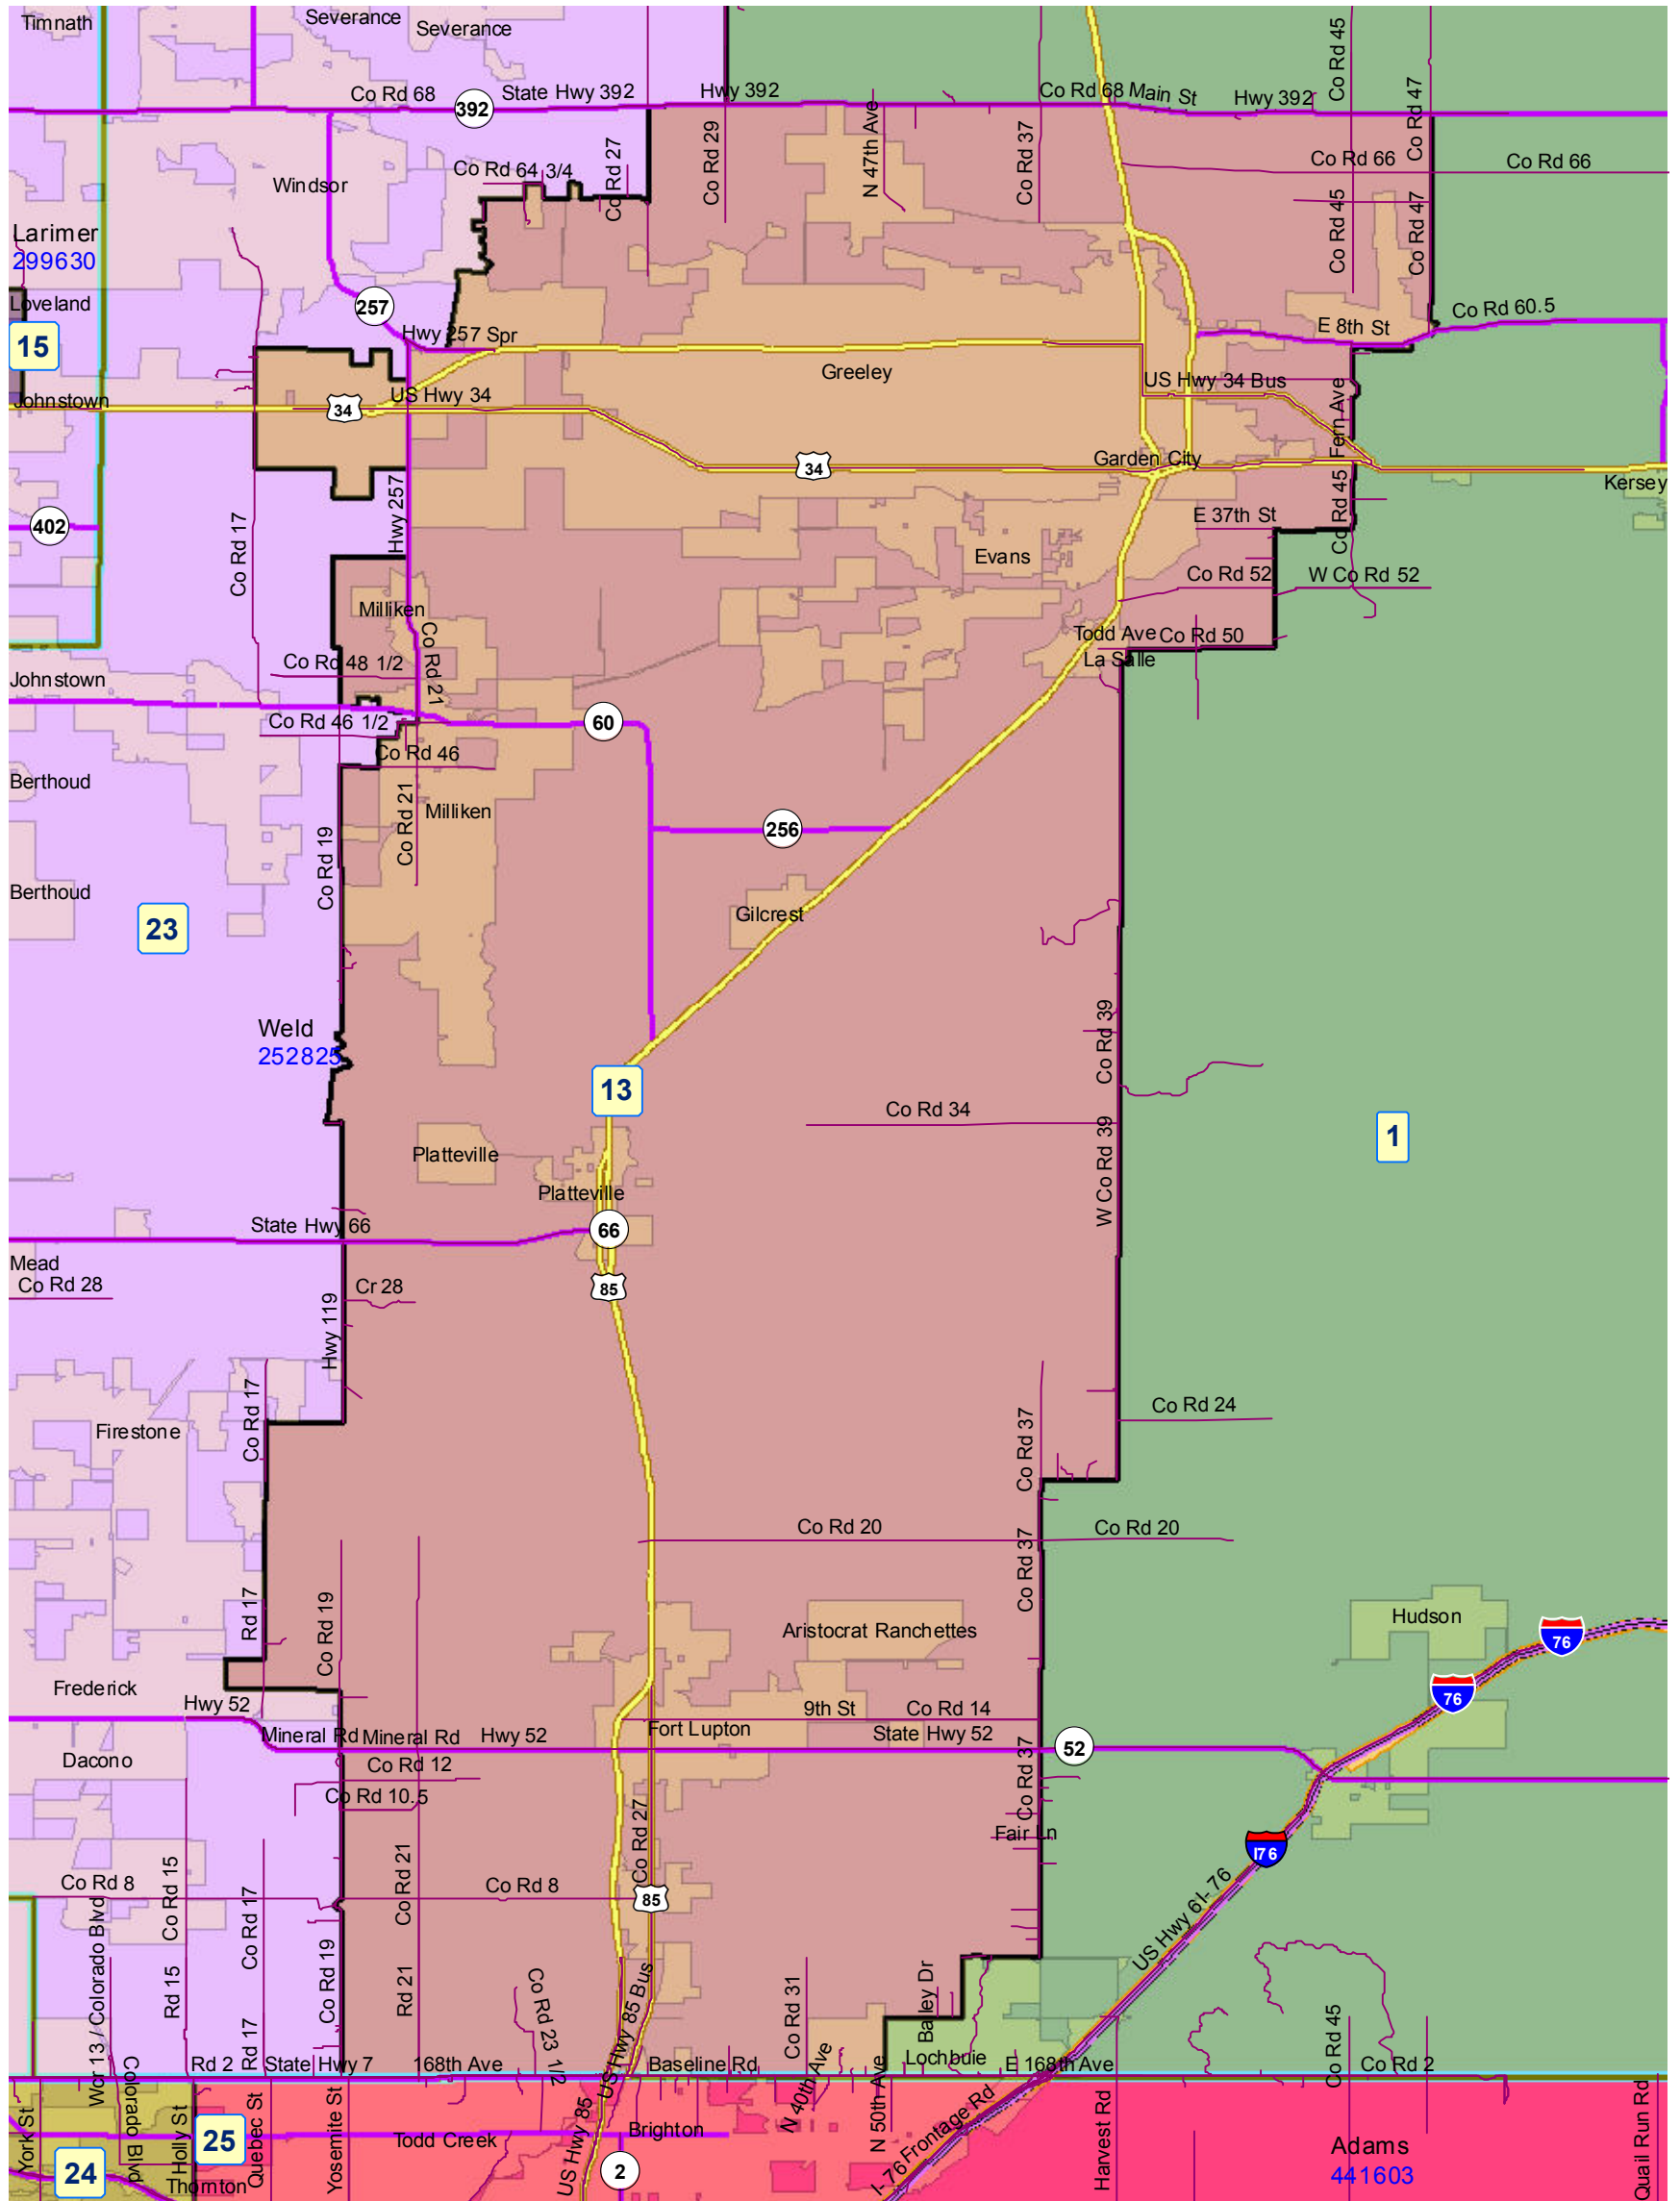 Timnath
Severance
Severance
Co Rd 68
392
State Hwy 392
Hwy 392
Co Rd 68
Main St
Hwy 392
Co Rd 45
Co Rd 47
Co Rd 64 3/4
Co Rd 27
Co Rd 29
N 47th Ave
Co Rd 37
Co Rd 66
Co Rd 66
Windsor
Larimer
299630
Co Rd 45
Co Rd 47
Loveland
257
15
Hwy 257 Spr
Co Rd 60.5
E 8th St
Greeley
US Hwy 34 Bus
Johnstown
34
US Hwy 34
Fern Ave
Garden City
34
Kersey
402
Co Rd 17
Hwy 257
E 37th St
Co Rd 45
Evans
Co Rd 52
W Co Rd 52
Milliken
Co Rd 21
Todd Ave
Co Rd 50
La Salle
Co Rd 48 1/2
Johnstown
Co Rd 46 1/2
60
Co Rd 46
Berthoud
Milliken
Co Rd 21
256
Co Rd 19
Berthoud
23
Gilcrest
Weld
252825
Co Rd 39
13
Co Rd 34
1
W Co Rd 39
Platteville
Platteville
State Hwy 66
66
Mead
Co Rd 28
Cr 28
85
Hwy 119
Co Rd 17
Co Rd 24
Firestone
Co Rd 37
Co Rd 20
Co Rd 20
Co Rd 37
Rd 17
Co Rd 19
Aristocrat Ranchettes
Hudson
76
Frederick
76
Hwy 52
9th St
Co Rd 14
Fort Lupton
Mineral Rd
Mineral Rd
Hwy 52
State Hwy 52
52
Dacono
Co Rd 12
Co Rd 37
Co Rd 10.5
Co Rd 27
Fair Ln
I76
Co Rd 8
Co Rd 15
Co Rd 17
Co Rd 21
Co Rd 8
85
US Hwy 6
I- 76
Wcr 13 / Colorado Blvd
Co Rd 19
Rd 15
Rd 21
Co Rd 23 1/2
US Hwy 85 Bus
Co Rd 31
Bailey Dr
Co Rd 45
Rd 17
Lochbuie
Rd 2
State Hwy 7
168th Ave
Baseline Rd
E 168th Ave
Co Rd 2
York St
Colorado Blvd
Holly St
25
Quebec St
Yosemite St
Todd Creek
US Hwy 85
Brighton
N 40th Ave
N 50th Ave
I- 76 Frontage Rd
Harvest Rd
Adams
441603
Quail Run Rd
24
Thornton
2